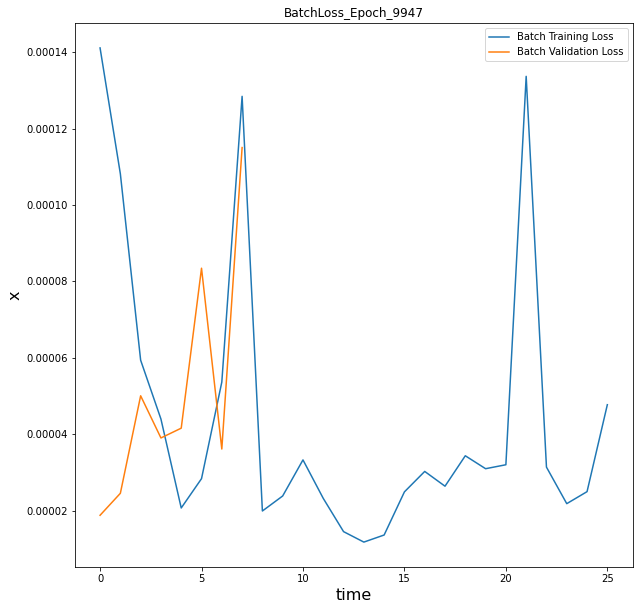 BatchLoss_Epoch_9947
Batch Training Loss
Batch Validation Loss
0.00014
0.00012
0.00010
0.00008
0.00006
0.00004
0.00002
x
0 5 10 15 20 25
time